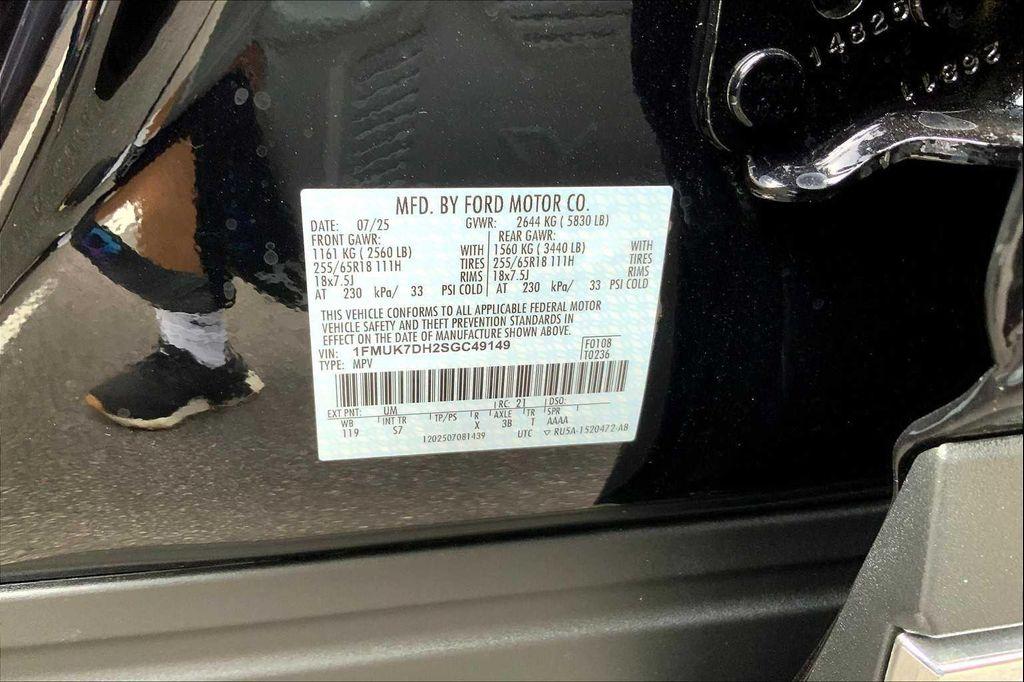 14825
11892
MFD. BY FORD MOTOR CO.
DATE: 07/25 GVWR: 2644 KG ( 5830 LB)
FRONT GAWR: REAR GAWR:
1161 KG ( 2560 LB) WITH 1560 KG ( 3440 LB) WITH
255/65R18 111H TIRES 255/65R18 111H TIRES
18x7.5J RIMS 18x7.5J RIMS
AT 230 kPa/ 33 PSI COLD AT 230 kPa/ 33 PSI COLD
THIS VEHICLE CONFORMS TO ALL APPLICABLE FEDERAL MOTOR
VEHICLE SAFETY AND THEFT PREVENTION STANDARDS IN
EFFECT ON THE DATE OF MANUFACTURE SHOWN ABOVE.
VIN: 1FMUK7DH2SGC49149 F0108
TYPE: MPV T0236
EXT PNT: UM RC: 21 DSO:
WB INT TR TP/PS R AXLE TR SPR
119 S7 X 3B T AAAA
1202507081439 UTC ▽ RU5A-1520472-AB